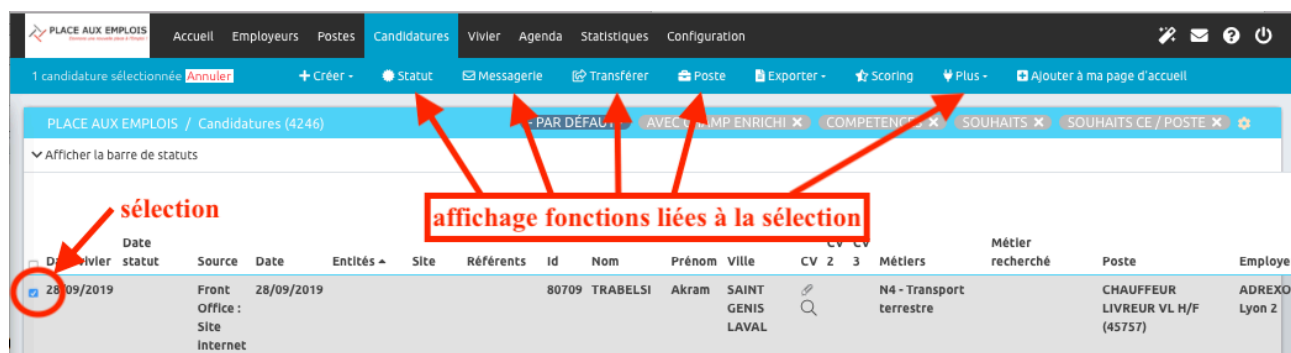 PLACE AUX EMPLOIS
Accueil Employeurs Postes Candidatures Vivier Agenda Statistiques Configuration
1 candidature sélectionnée Annuler + Créer - Statut Messagerie Transférer Poste Exporter - Scoring Plus - Ajouter à ma page d'accueil
PLACE AUX EMPLOIS / Candidatures (4246) PAR DÉFAUT AVEC CHAMP ENRICHI × COMPETENCES × SOUHAITS × SOUHAITS CE / POSTE ×
Afficher la barre de statuts
sélection
affichage fonctions liées à la sélection
Date CV CV Métier
vivier statut Source Date Entités Site Référents Id Nom Prénom Ville CV 2 3 Métiers recherché Poste Employe
28/09/2019 Front 28/09/2019 80709 TRABELSI Akram SAINT N4 - Transport CHAUFFEUR ADREXO
Office : GENIS terrestre LIVREUR VL H/F Lyon 2
Site LAVAL (45757)
internet